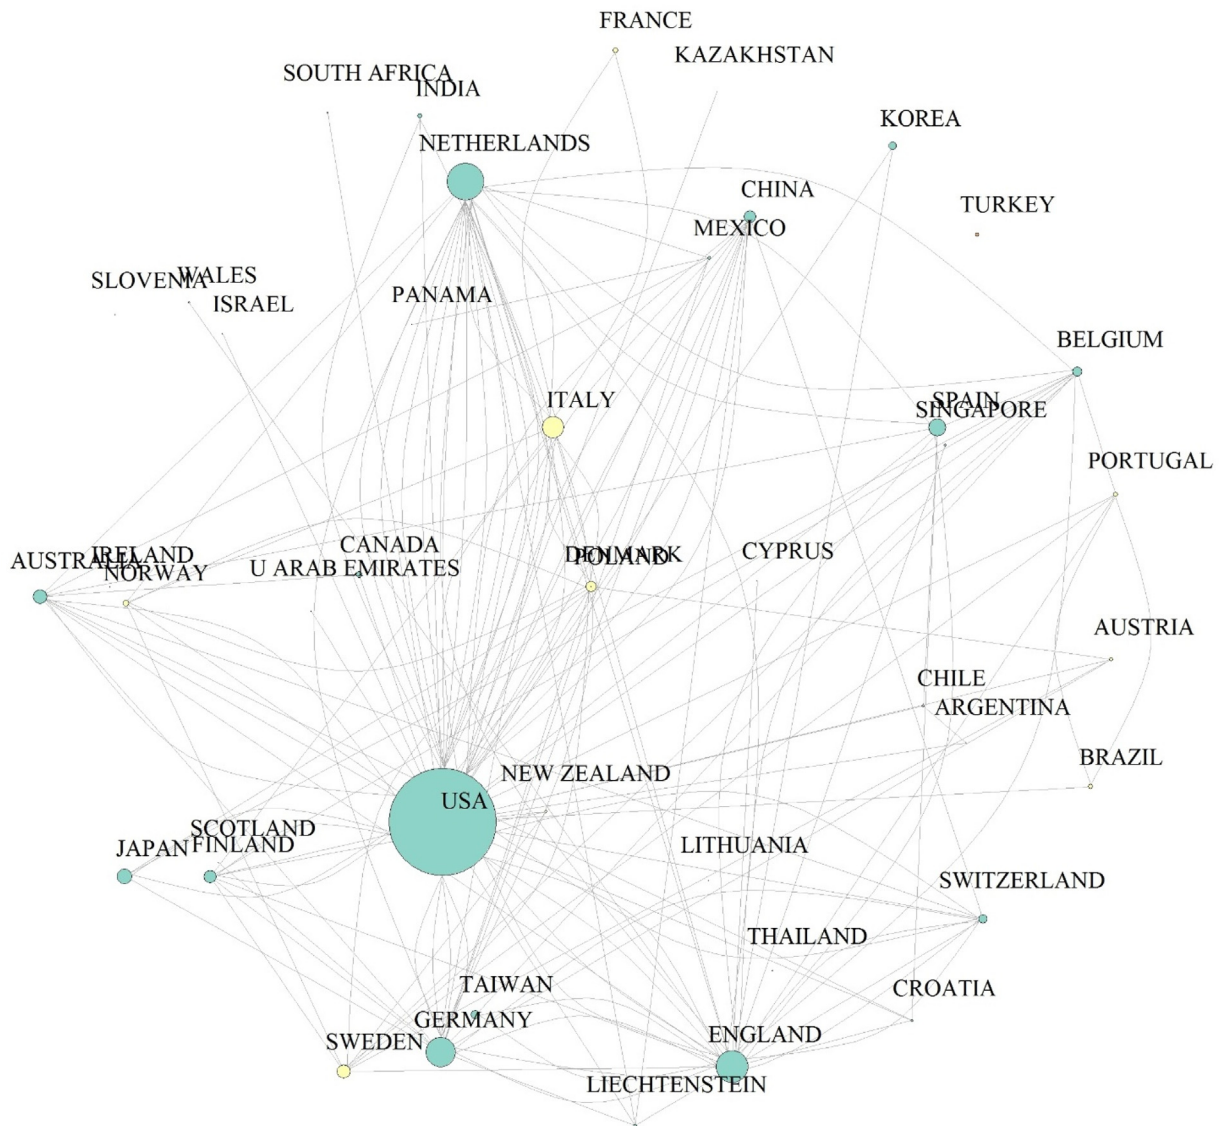 FRANCE
KAZAKHSTAN
SOUTH AFRICA
INDIA
KOREA
NETHERLANDS
CHINA
TURKEY
MEXICO
SLOVENIA
WALES
ISRAEL
PANAMA
BELGIUM
ITALY
SPAIN
SINGAPORE
PORTUGAL
AUSTRALIA
IRELAND
NORWAY
CANADA
U ARAB EMIRATES
DENMARK
POLAND
CYPRUS
AUSTRIA
CHILE
ARGENTINA
BRAZIL
NEW ZEALAND
USA
SCOTLAND
FINLAND
JAPAN
LITHUANIA
SWITZERLAND
THAILAND
TAIWAN
CROATIA
GERMANY
SWEDEN
ENGLAND
LIECHTENSTEIN